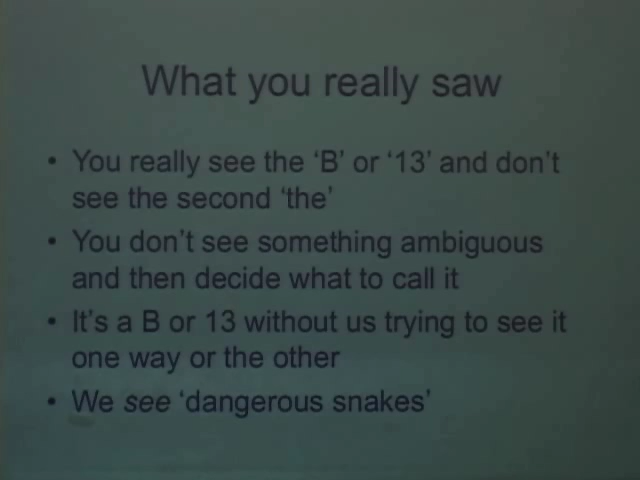 What you really saw
• You really see the ‘B’ or ‘13’ and don’t
see the second ‘the’
• You don’t see something ambiguous
and then decide what to call it
• It’s a B or 13 without us trying to see it
one way or the other
• We see ‘dangerous snakes’